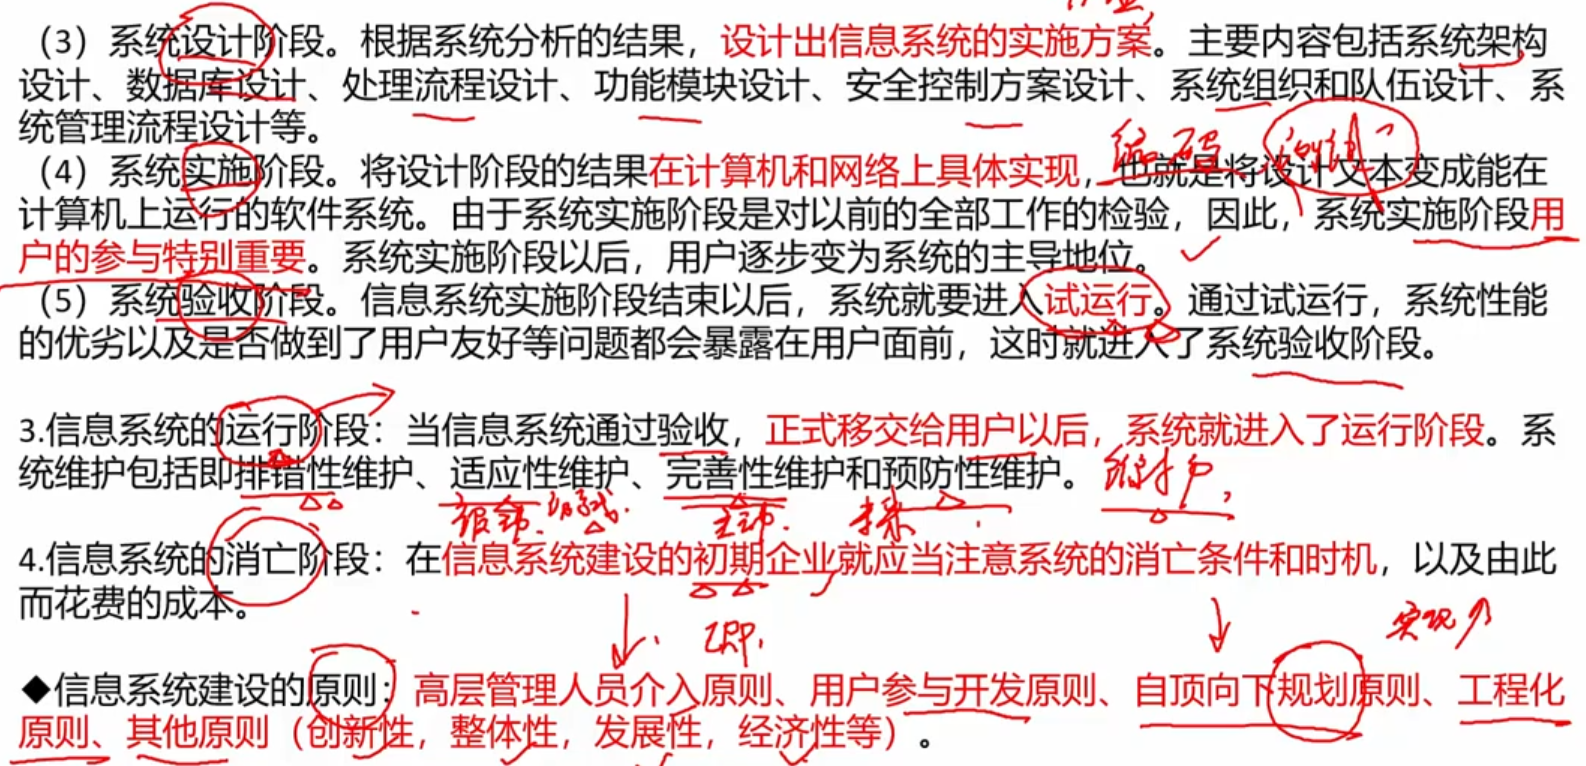 （3）系统设计阶段。根据系统分析的结果，设计出信息系统的实施方案。主要内容包括系统架构
设计、数据库设计、处理流程设计、功能模块设计、安全控制方案设计、系统组织和队伍设计、系
统管理流程设计等。
编码
（4）系统实施阶段。将设计阶段的结果在计算机和网络上具体实现，也就是将设计文本变成能在
计算机上运行的软件系统。由于系统实施阶段是对以前的全部工作的检验，因此，系统实施阶段用
户的参与特别重要。系统实施阶段以后，用户逐步变为系统的主导地位。
（5）系统验收阶段。信息系统实施阶段结束以后，系统就要进入试运行。通过试运行，系统性能
的优劣以及是否做到了用户友好等问题都会暴露在用户面前，这时就进入了系统验收阶段。
3.信息系统的运行阶段：当信息系统通过验收，正式移交给用户以后，系统就进入了运行阶段。系
统维护包括即排错性维护、适应性维护、完善性维护和预防性维护。
4.信息系统的消亡阶段：在信息系统建设的初期企业就应当注意系统的消亡条件和时机，以及由此
而花费的成本。
◆信息系统建设的原则：高层管理人员介入原则、用户参与开发原则、自顶向下规划原则、工程化
原则、其他原则（创新性，整体性，发展性，经济性等）。